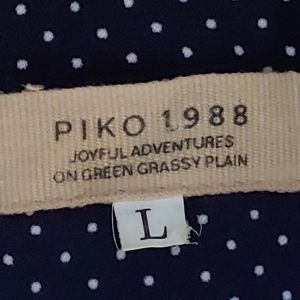 PIKO 1988
JOYFUL ADVENTURES
ON GREEN GRASSY PLAIN
L